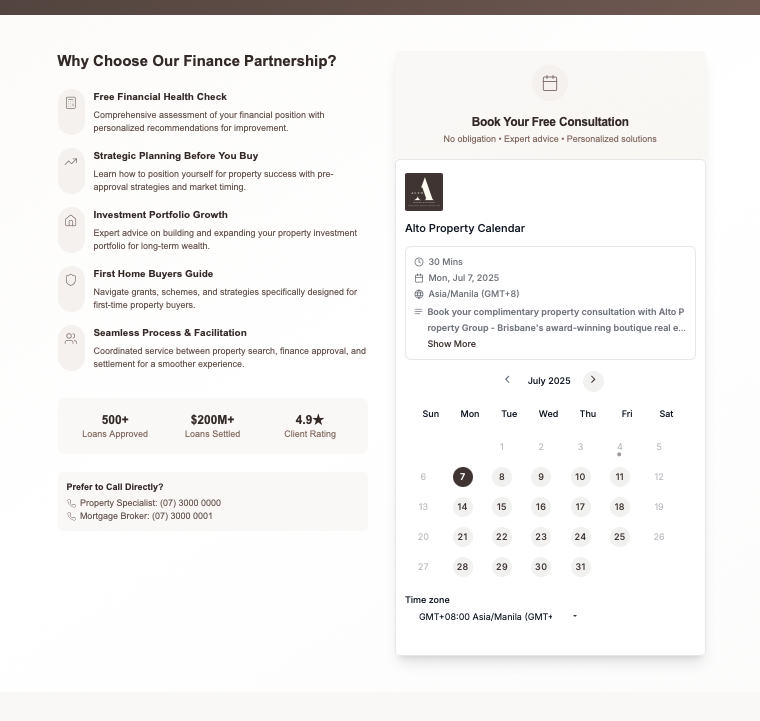 Why Choose Our Finance Partnership?
Free Financial Health Check
Comprehensive assessment of your financial position with
personalized recommendations for improvement.
Strategic Planning Before You Buy
Learn how to position yourself for property success with pre-
approval strategies and market timing.
Investment Portfolio Growth
Expert advice on building and expanding your property investment
portfolio for long-term wealth.
First Home Buyers Guide
Navigate grants, schemes, and strategies specifically designed for
first-time property buyers.
Seamless Process & Facilitation
Coordinated service between property search, finance approval, and
settlement for a smoother experience.
500+ $200M+ 4.9★
Loans Approved Loans Settled Client Rating
Prefer to Call Directly?
Property Specialist: (07) 3000 0000
Mortgage Broker: (07) 3000 0001
Book Your Free Consultation
No obligation • Expert advice • Personalized solutions
Alto Property Calendar
30 Mins
Mon, Jul 7, 2025
Asia/Manila (GMT+8)
Book your complimentary property consultation with Alto P
roperty Group - Brisbane's award-winning boutique real e...
Show More
July 2025
Sun Mon Tue Wed Thu Fri Sat
1 2 3 4 5
6 7 8 9 10 11 12
13 14 15 16 17 18 19
20 21 22 23 24 25 26
27 28 29 30 31
Time zone
GMT+08:00 Asia/Manila (GMT+